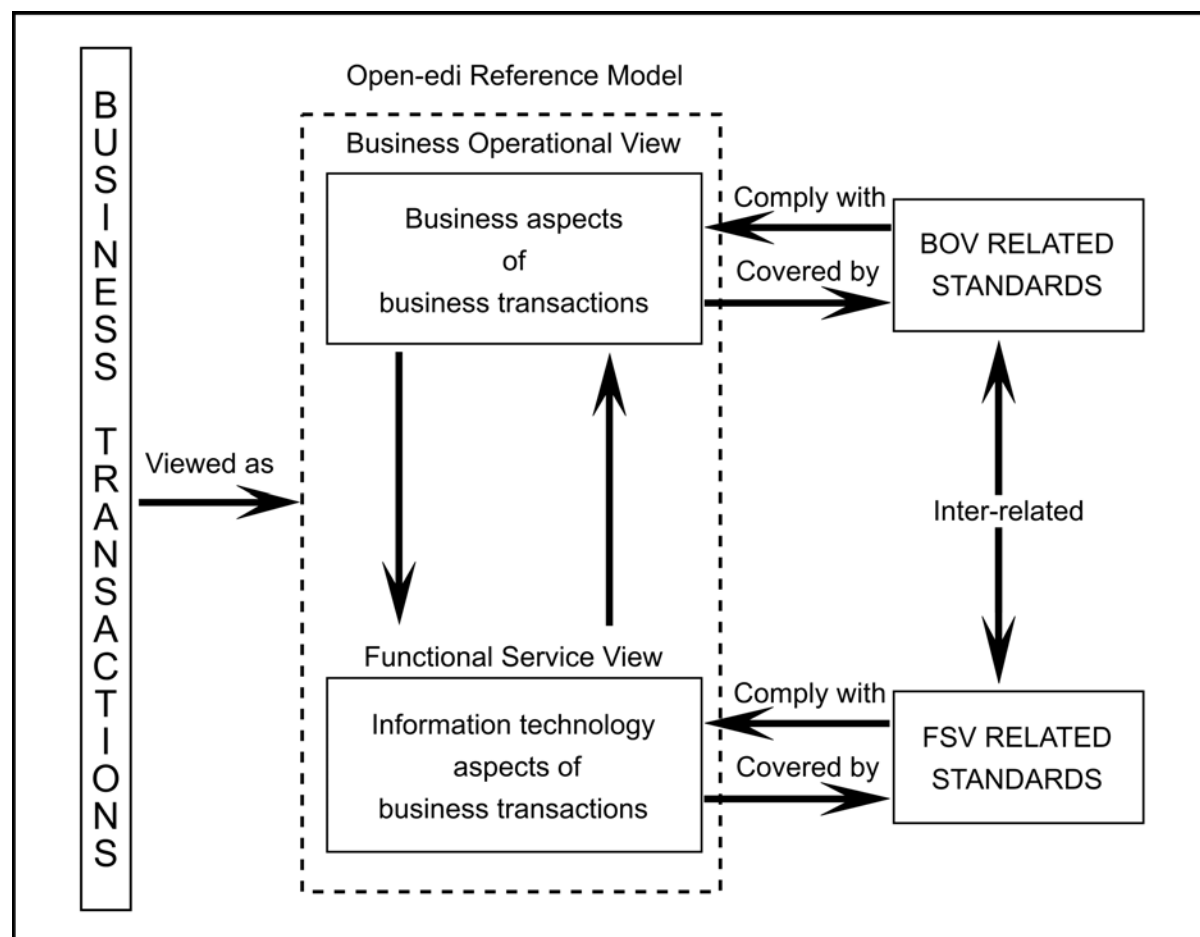 BUSINESS TRANSACTIONS
Open-edi Reference Model
Business Operational View
Business aspects
of
business transactions
Comply with
Covered by
BOV RELATED
STANDARDS
Viewed as
Inter-related
Functional Service View
Information technology
aspects of
business transactions
Comply with
Covered by
FSV RELATED
STANDARDS